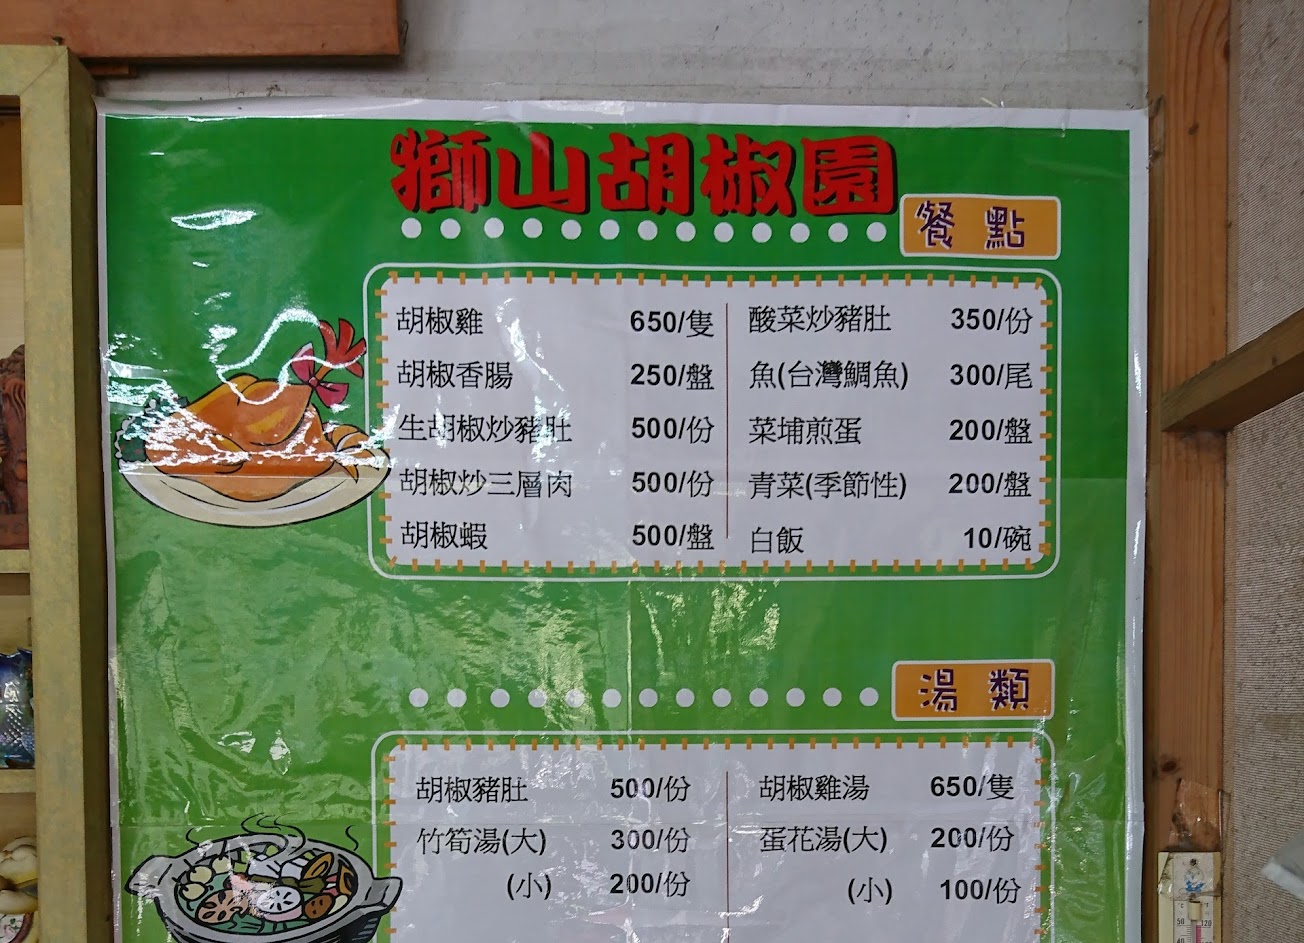 獅山胡椒園
餐點
胡椒雞 650/隻
胡椒香腸 250/盤
生胡椒炒豬肚 500/份
胡椒炒三層肉 500/份
胡椒蝦 500/盤
酸菜炒豬肚 350/份
魚(台灣鯛魚) 300/尾
菜埔煎蛋 200/盤
青菜(季節性) 200/盤
白飯 10/碗
湯類
胡椒豬肚 500/份
竹筍湯(大) 300/份
(小) 200/份
胡椒雞湯 650/隻
蛋花湯(大) 200/份
(小) 100/份